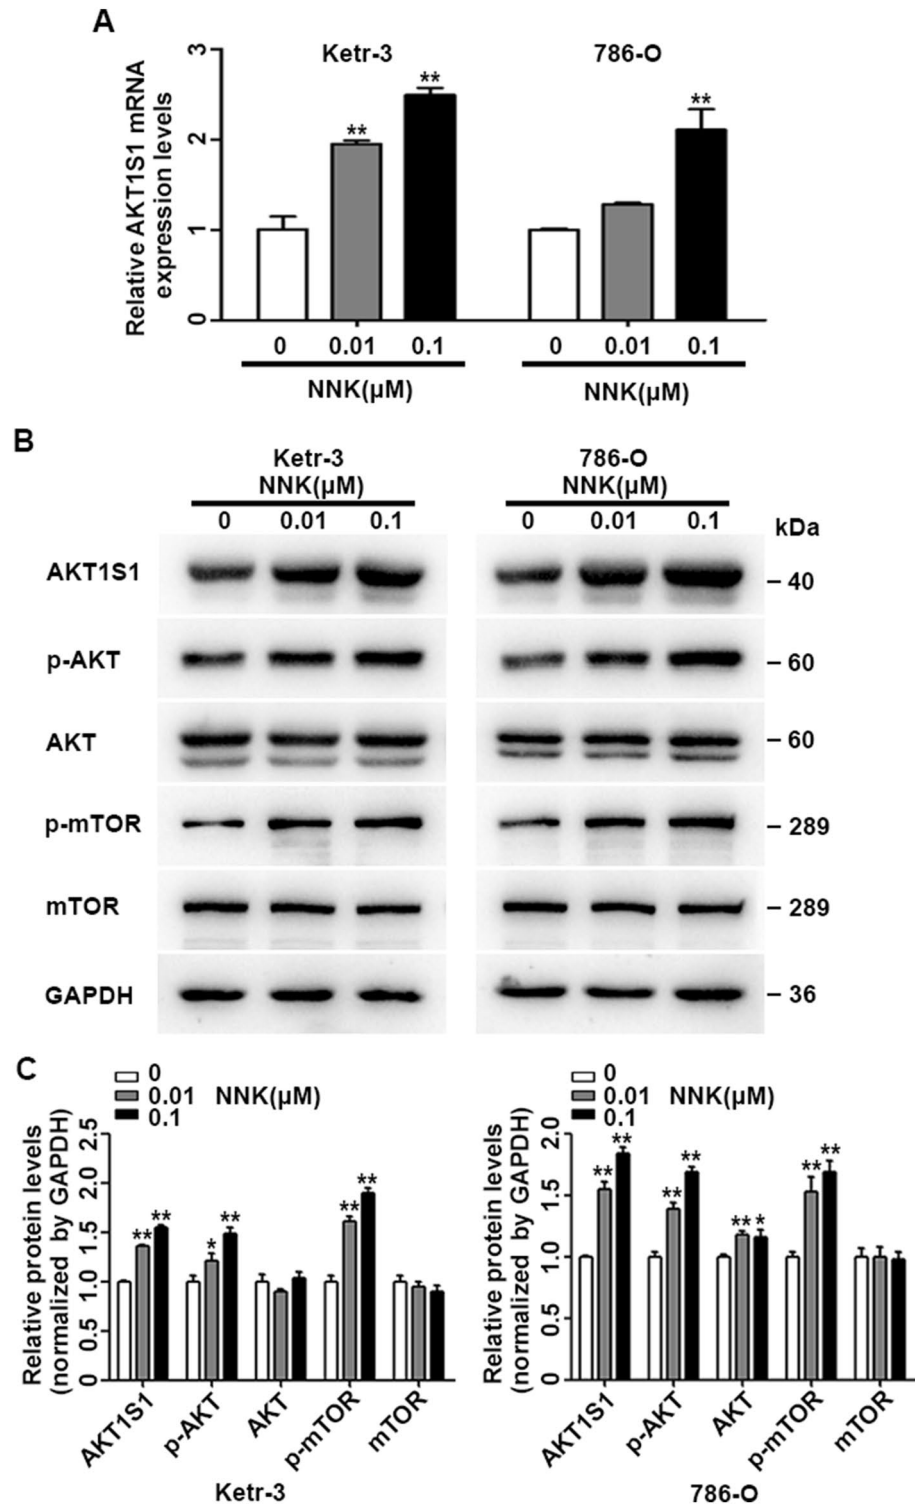 A
Ketr-3 786-O
Relative AKT1S1 mRNA
expression levels
3
2
1
0
** ** **
0 0.01 0.1 0 0.01 0.1
NNK(μM) NNK(μM)
B
Ketr-3 786-O
NNK(μM) NNK(μM)
0 0.01 0.1 0 0.01 0.1 kDa
AKT1S1 – 40
p-AKT – 60
AKT – 60
p-mTOR – 289
mTOR – 289
GAPDH – 36
C
0
0.01 NNK(μM)
0.1
Relative protein levels
(normalized by GAPDH)
2.5
2.0
1.5
1.0
0.5
0
** ** * ** ** **
AKT1S1 p-AKT AKT p-mTOR mTOR
Ketr-3
0
0.01 NNK(μM)
0.1
Relative protein levels
(normalized by GAPDH)
2.0
1.5
1.0
0.5
0
** ** ** ** ** * ** **
AKT1S1 p-AKT AKT p-mTOR mTOR
786-O